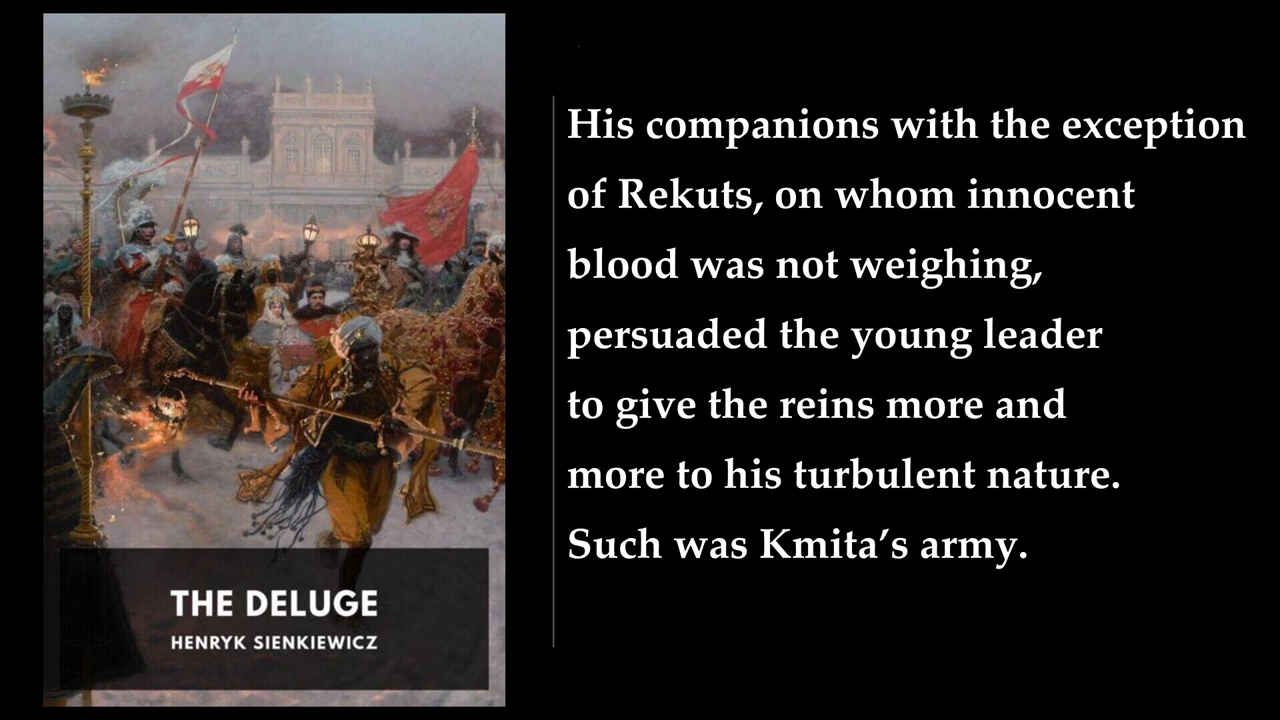 THE DELUGE
HENRYK SIENKIEWICZ
His companions with the exception
of Rekuts, on whom innocent
blood was not weighing,
persuaded the young leader
to give the reins more and
more to his turbulent nature.
Such was Kmita’s army.